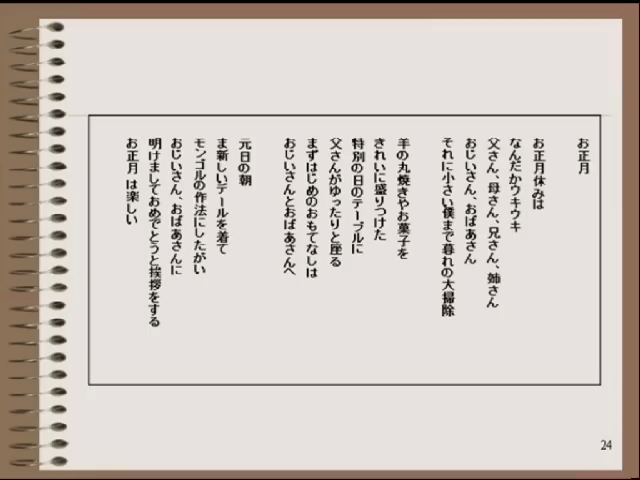 お正月
お正月休みは
なんだかウキウキ
父さん、母さん、兄さん、姉さん
おじいさん、おばあさん
それに小さい僕まで暮れの大掃除
羊の丸焼きやお菓子を
きれいに盛りつけた
特別の日のテーブルに
父さんがゆったりと座る
まずはじめのおもてなしは
おじいさんとおばあさんへ
元日の朝
ま新しいデールを着て
モンゴルの作法にしたがい
おじいさん、おばあさんに
明けましておめでとうと挨拶をする
お正月は楽しい
24